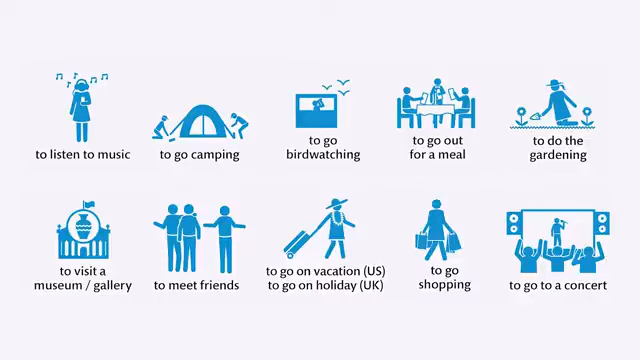 to listen to music
to go camping
to go
birdwatching
to go out
for a meal
to do the
gardening
to visit a
museum / gallery
to meet friends
to go on vacation (US)
to go on holiday (UK)
to go
shopping
to go to a concert